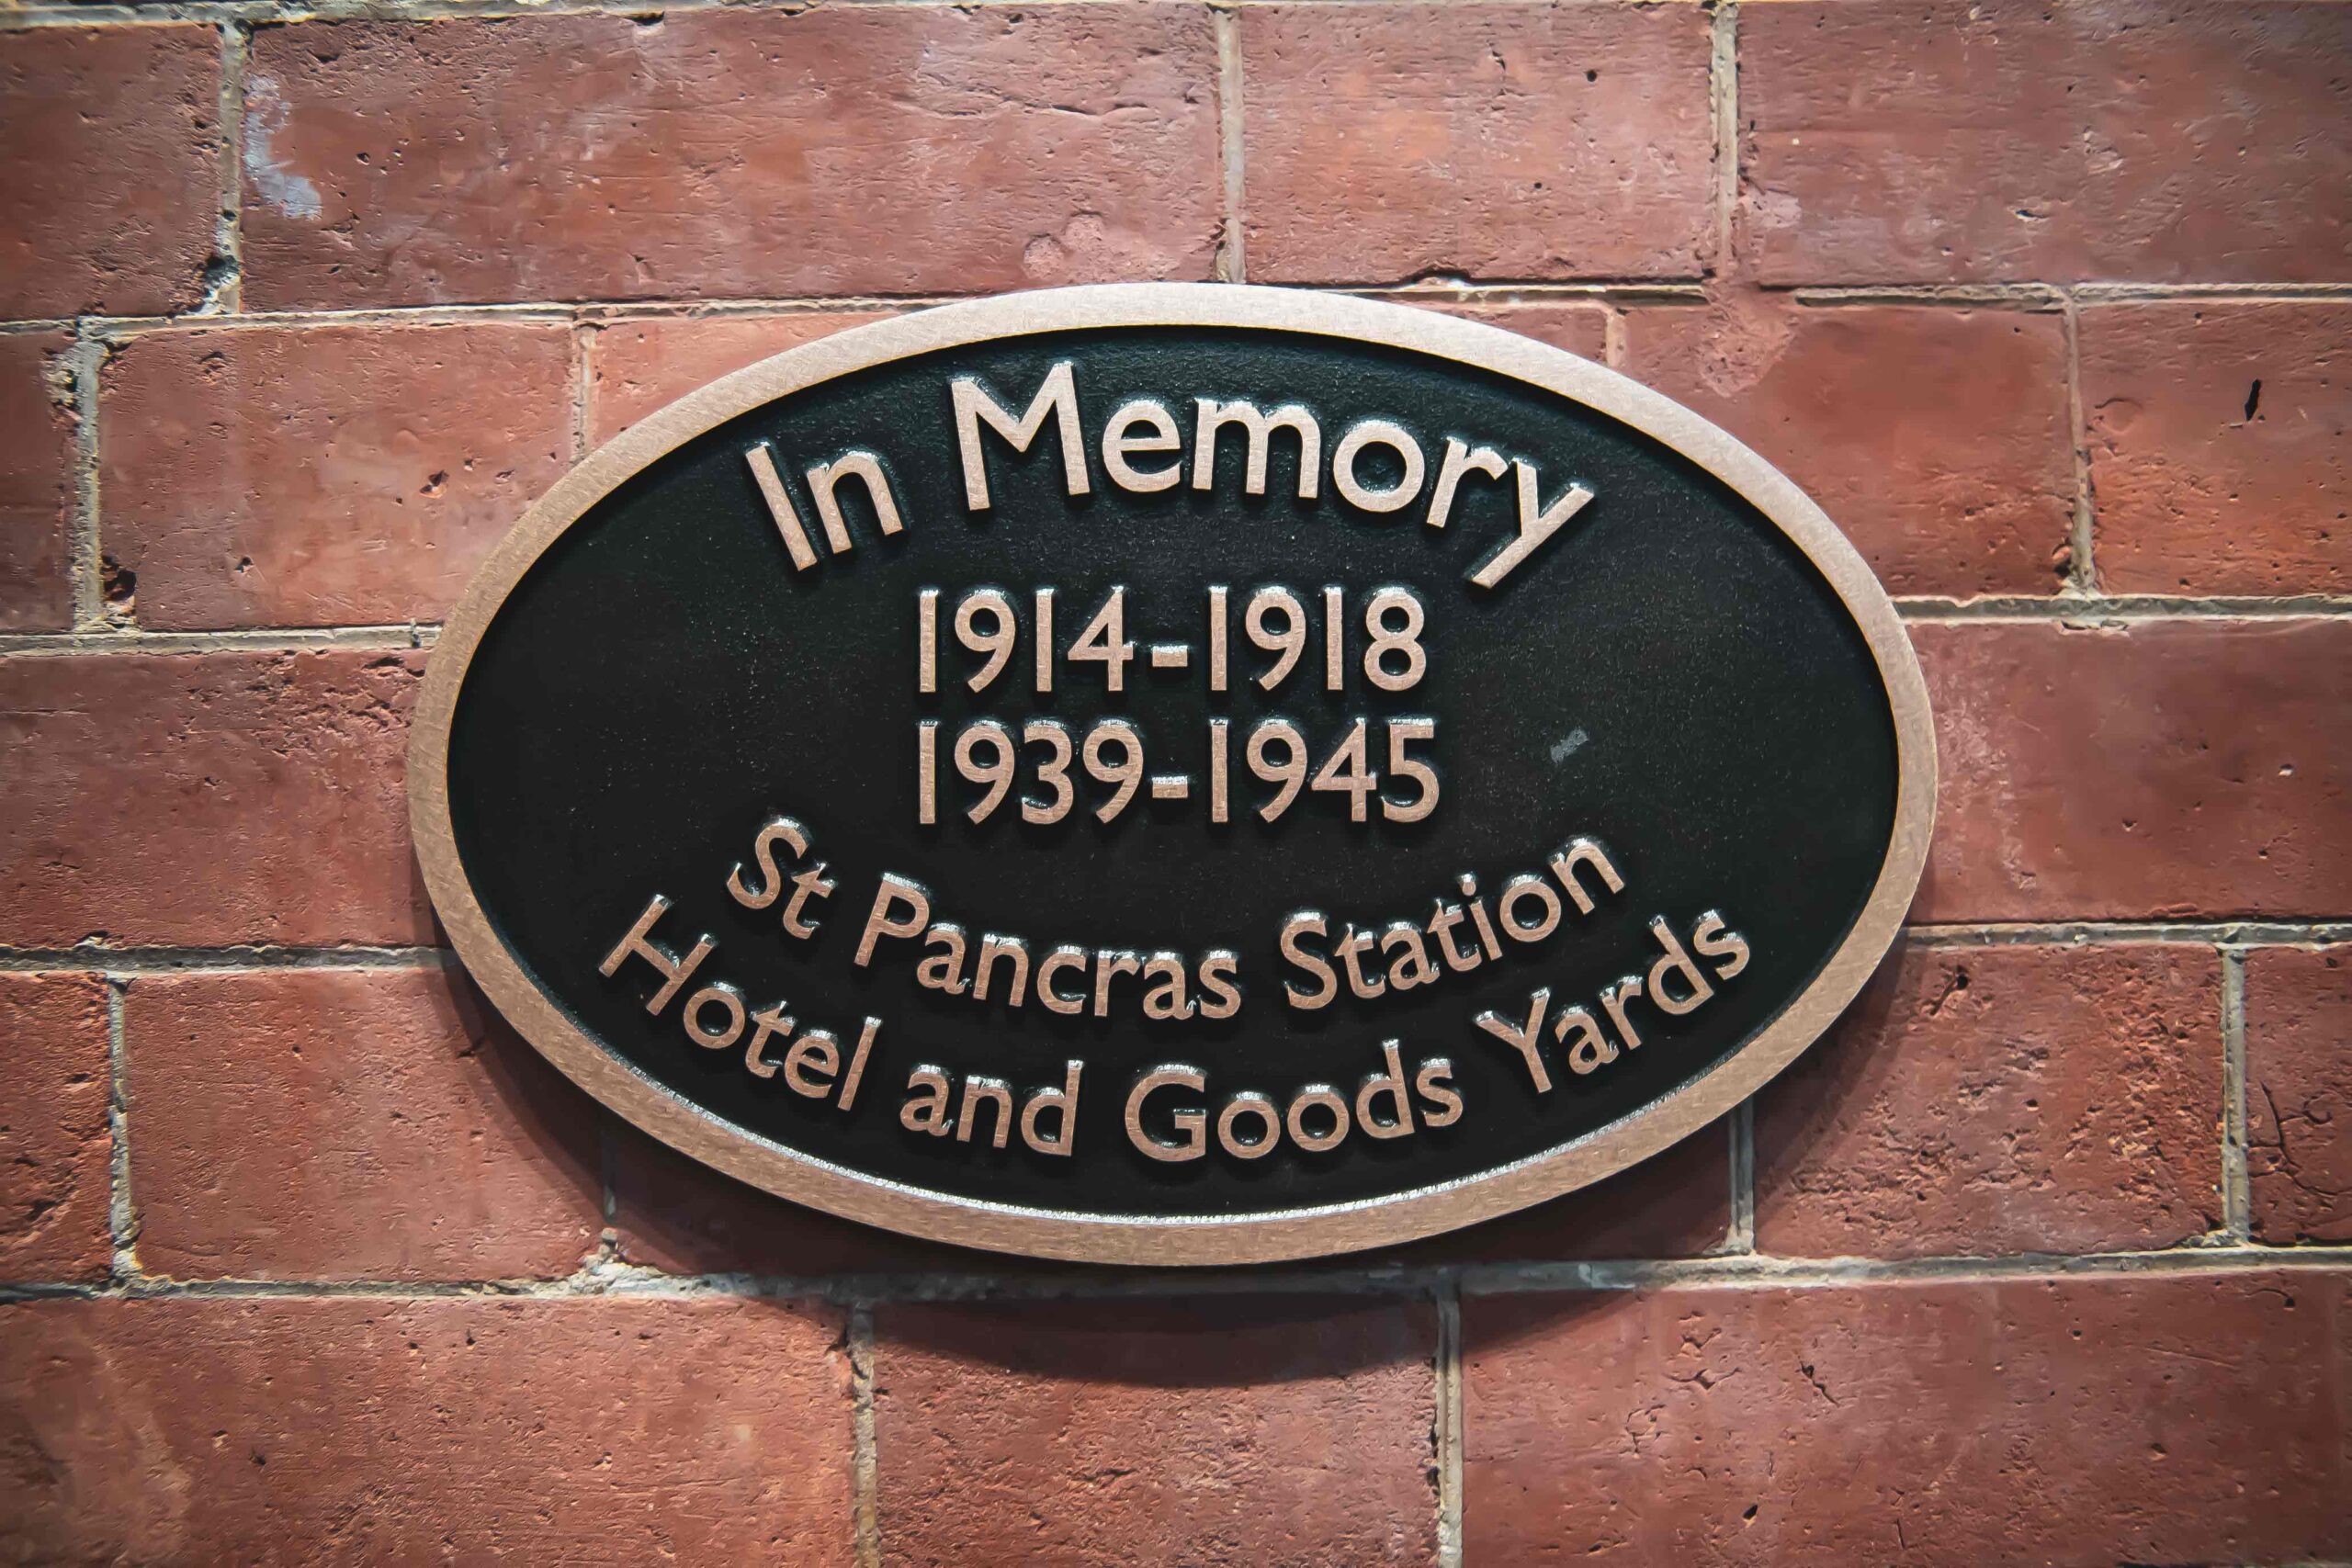 In Memory
1914-1918
1939-1945
St Pancras Station
Hotel and Goods Yards